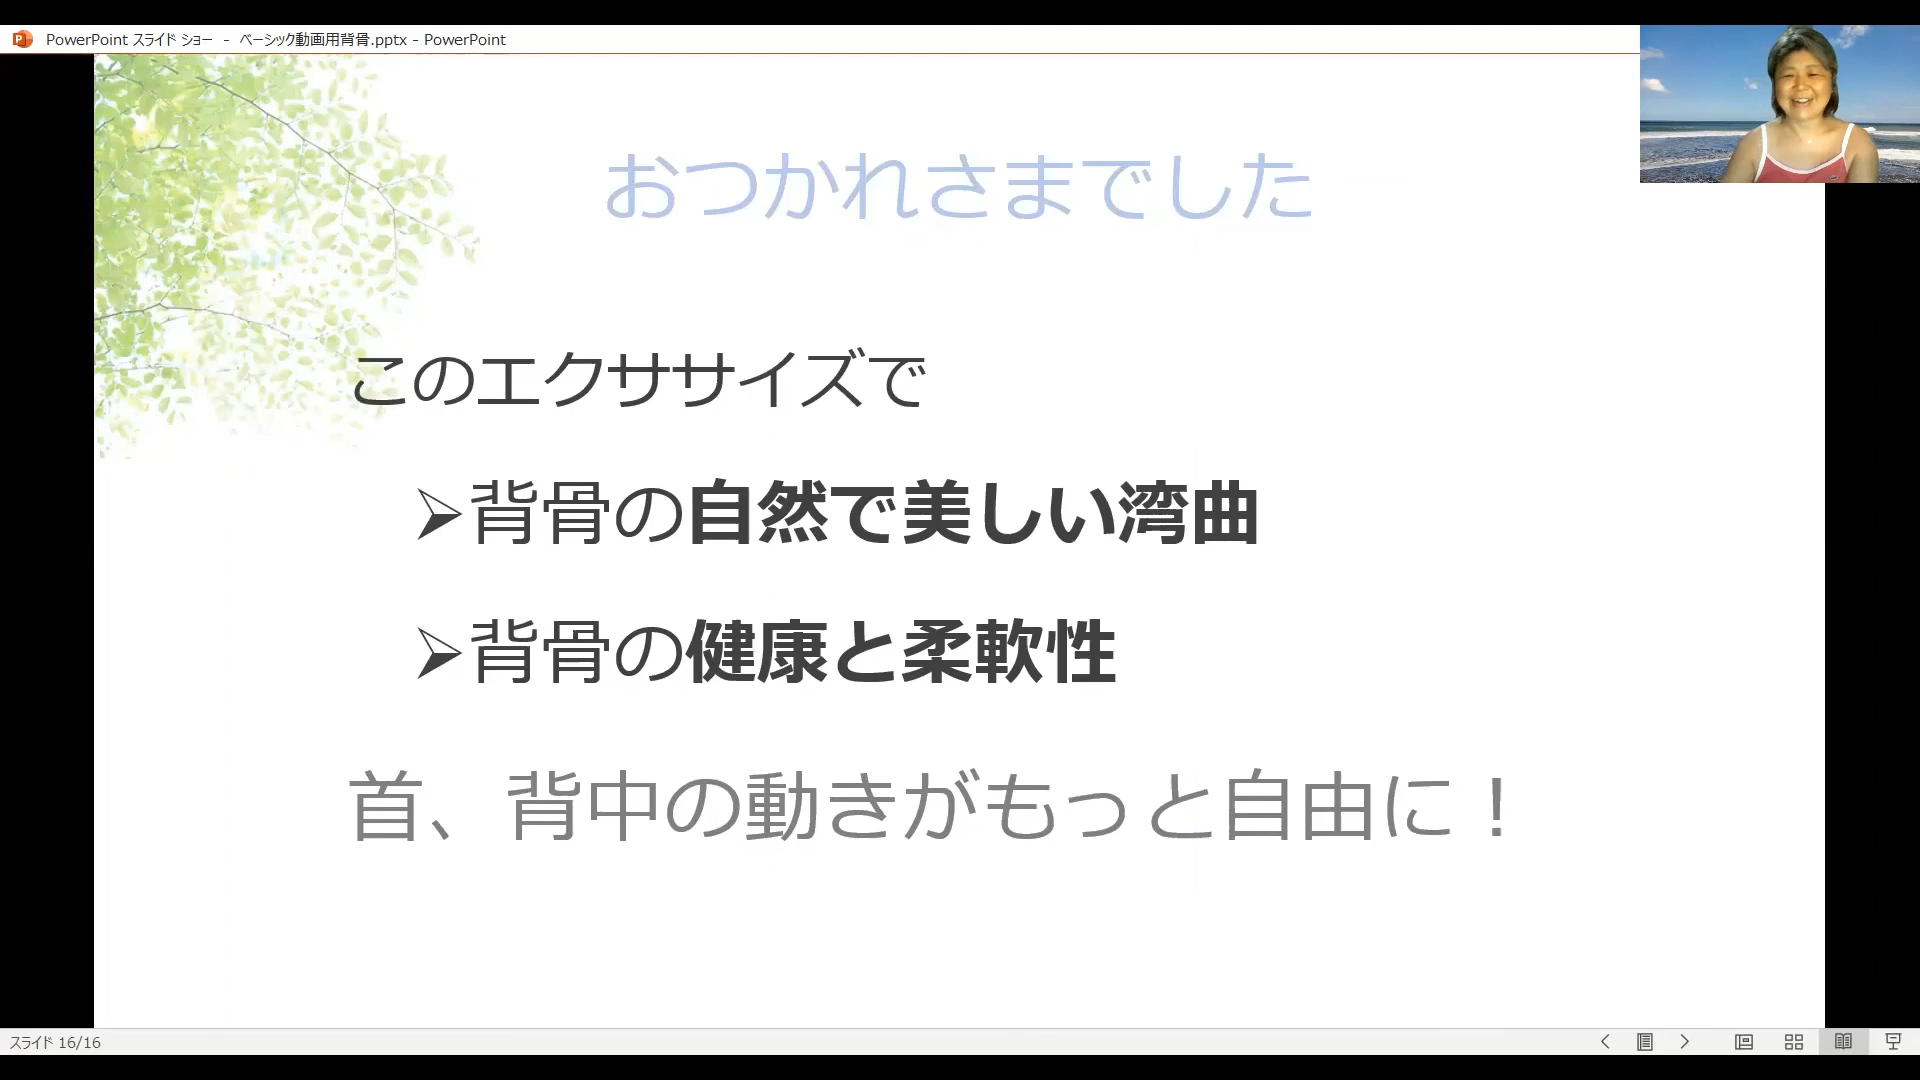 PowerPoint スライド ショー - ベーシック動画用背骨.pptx - PowerPoint
おつかれさまでした
このエクササイズで
➢背骨の自然で美しい湾曲
➢背骨の健康と柔軟性
首、背中の動きがもっと自由に！
スライド 16/16